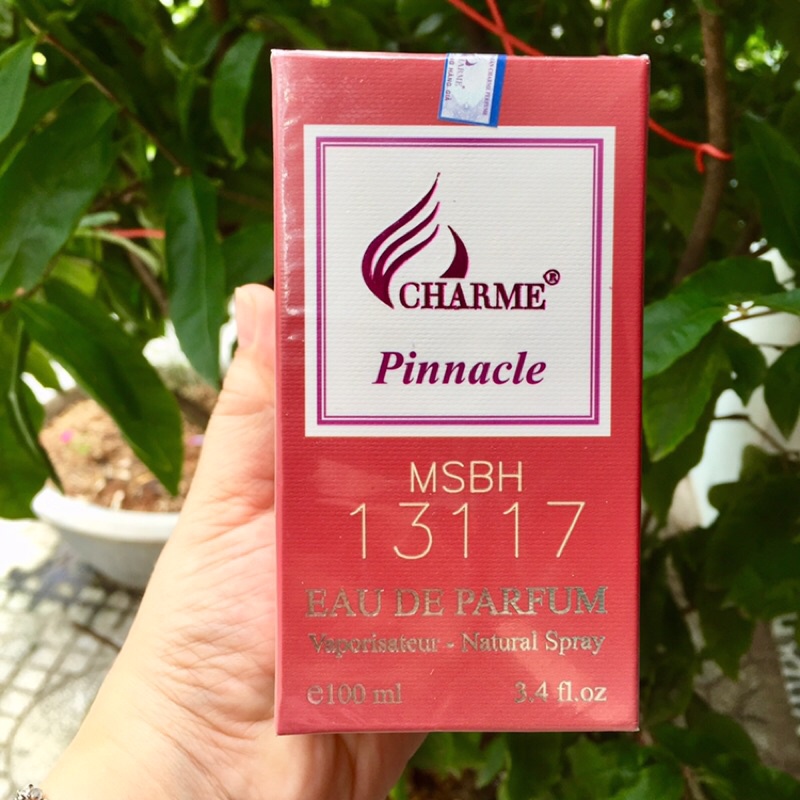 CHARME®
Pinnacle
MSBH
13117
EAU DE PARFUM
Vaporisateur - Natural Spray
e100 ml 3.4 fl.oz